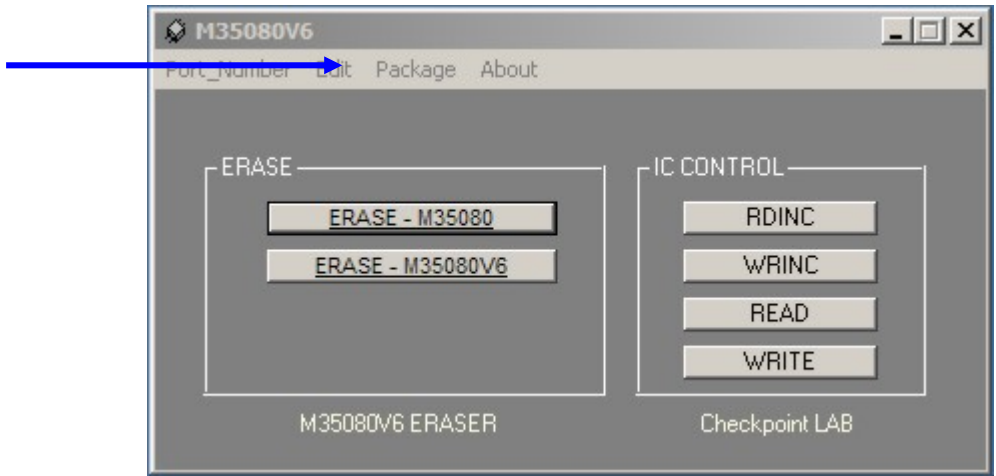 M35080V6
Port_Number Edit Package About
ERASE
ERASE - M35080
ERASE - M35080V6
IC CONTROL
RDINC
WRINC
READ
WRITE
M35080V6 ERASER
Checkpoint LAB